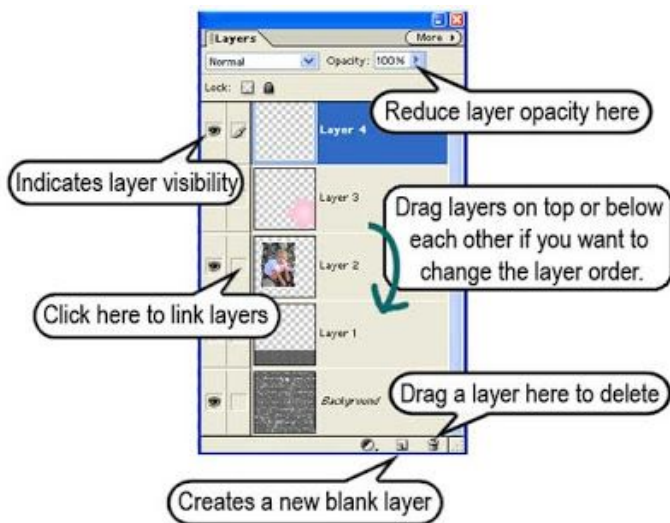 Layers
More
Normal
Opacity: 100%
Lock:
Reduce layer opacity here
Layer 4
Indicates layer visibility
Layer 3
Drag layers on top or below
each other if you want to
change the layer order.
Layer 2
Click here to link layers
Layer 1
Drag a layer here to delete
Background
Creates a new blank layer